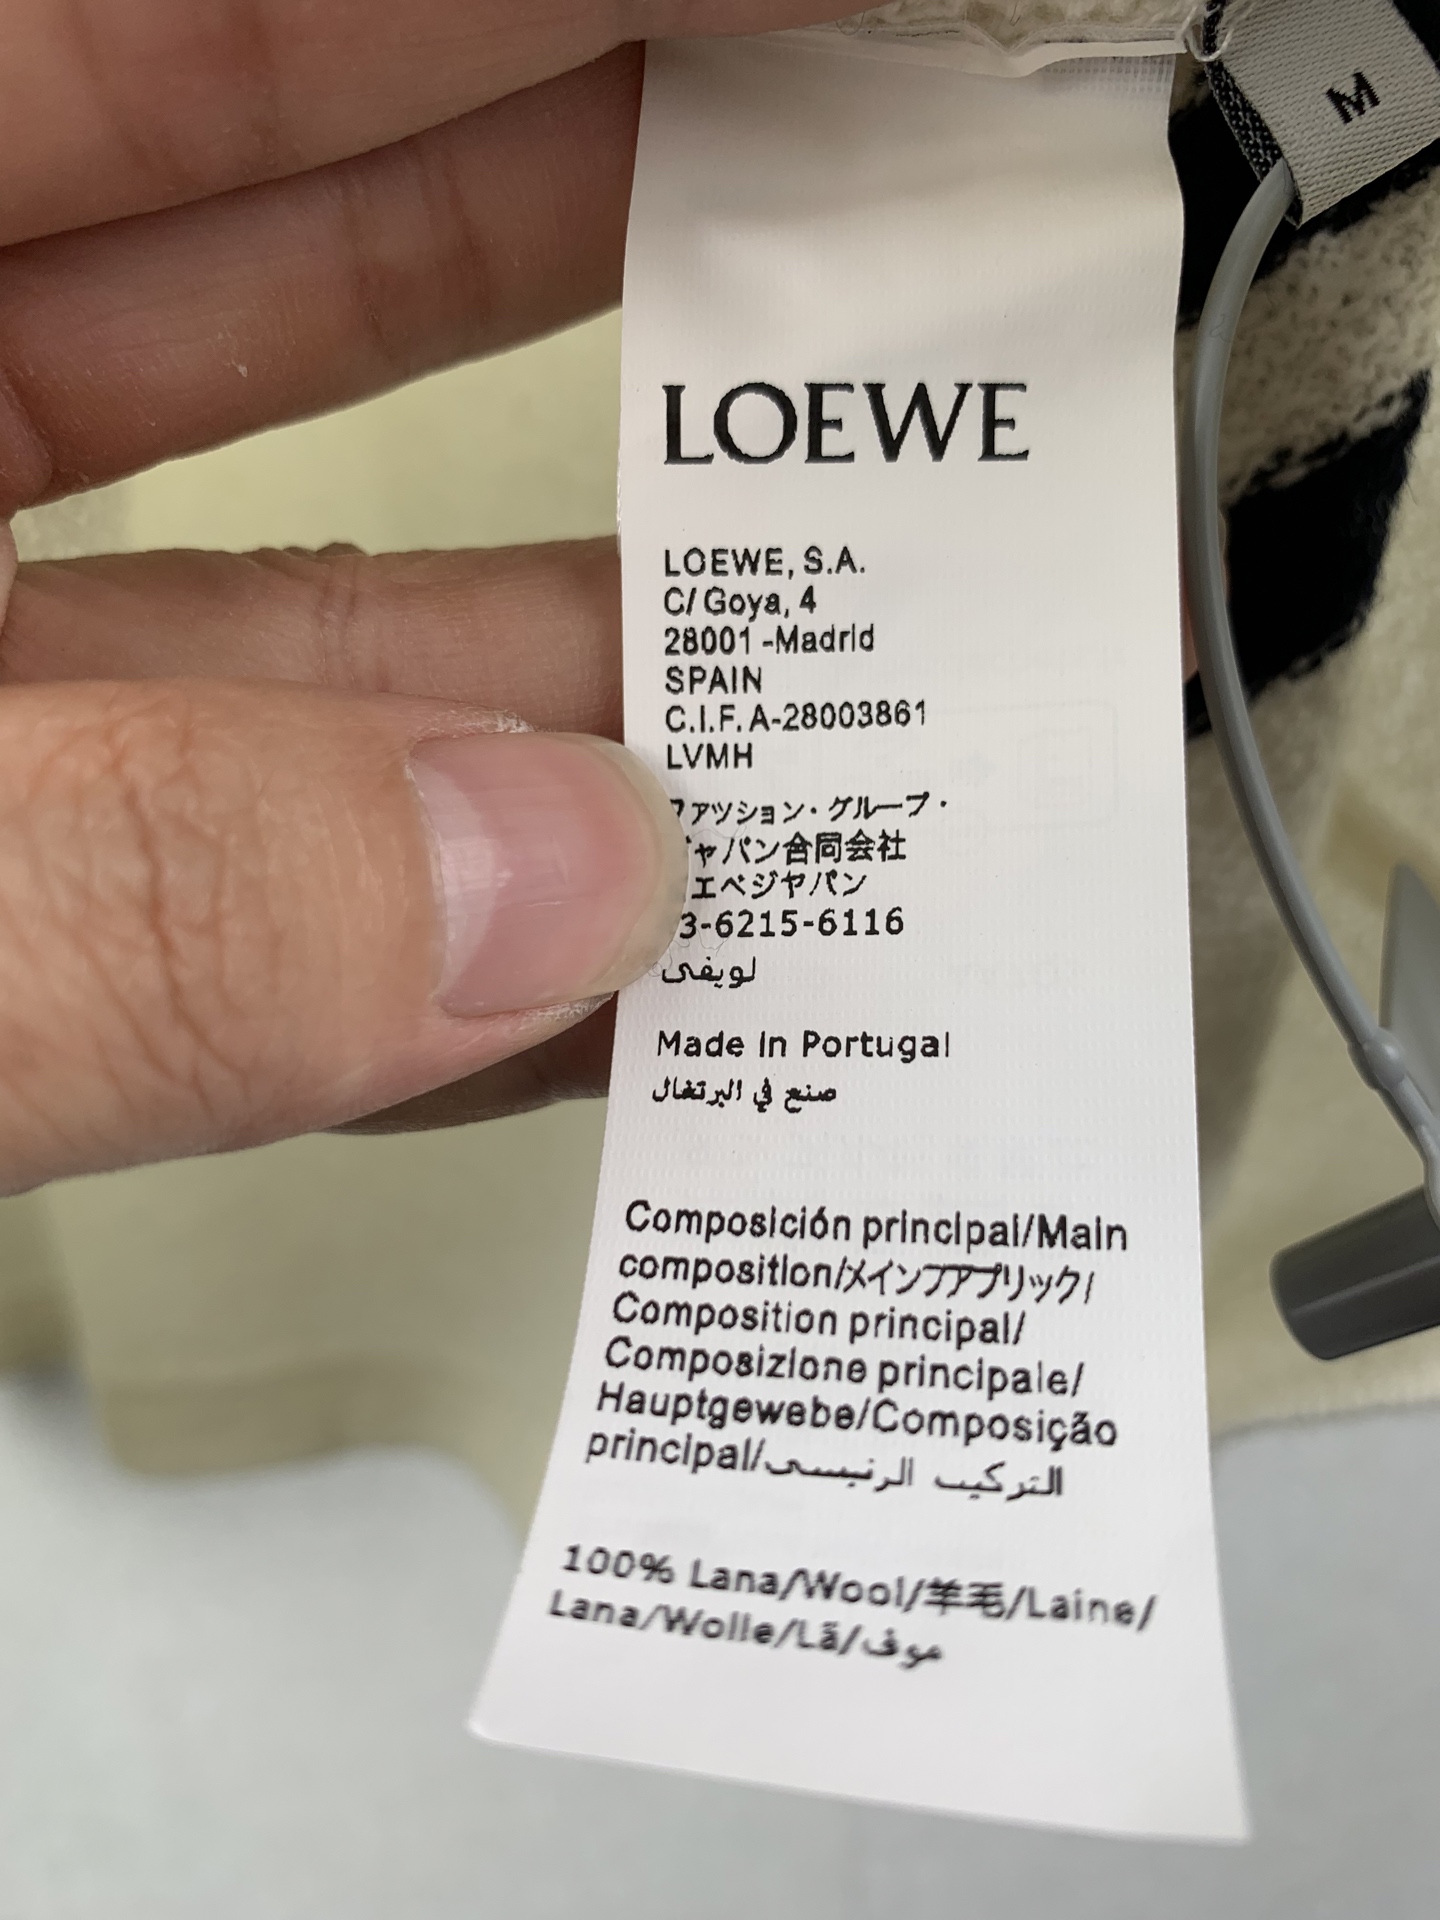 M
LOEWE
LOEWE, S.A.
C/ Goya, 4
28001 -Madrid
SPAIN
C.I.F. A-28003861
LVMH
ファッション・グループ・
ャパン合同会社
エベジャパン
3-6215-6116
لويفى
Made in Portugal
صنع في البرتغال
Composición principal/Main
composition/メインファブリック/
Composition principal/
Composizione principale/
Hauptgewebe/Composição
principal/التركيب الرئيسى
100% Lana/Wool/羊毛/Laine/
Lana/Wolle/Lã/صوف